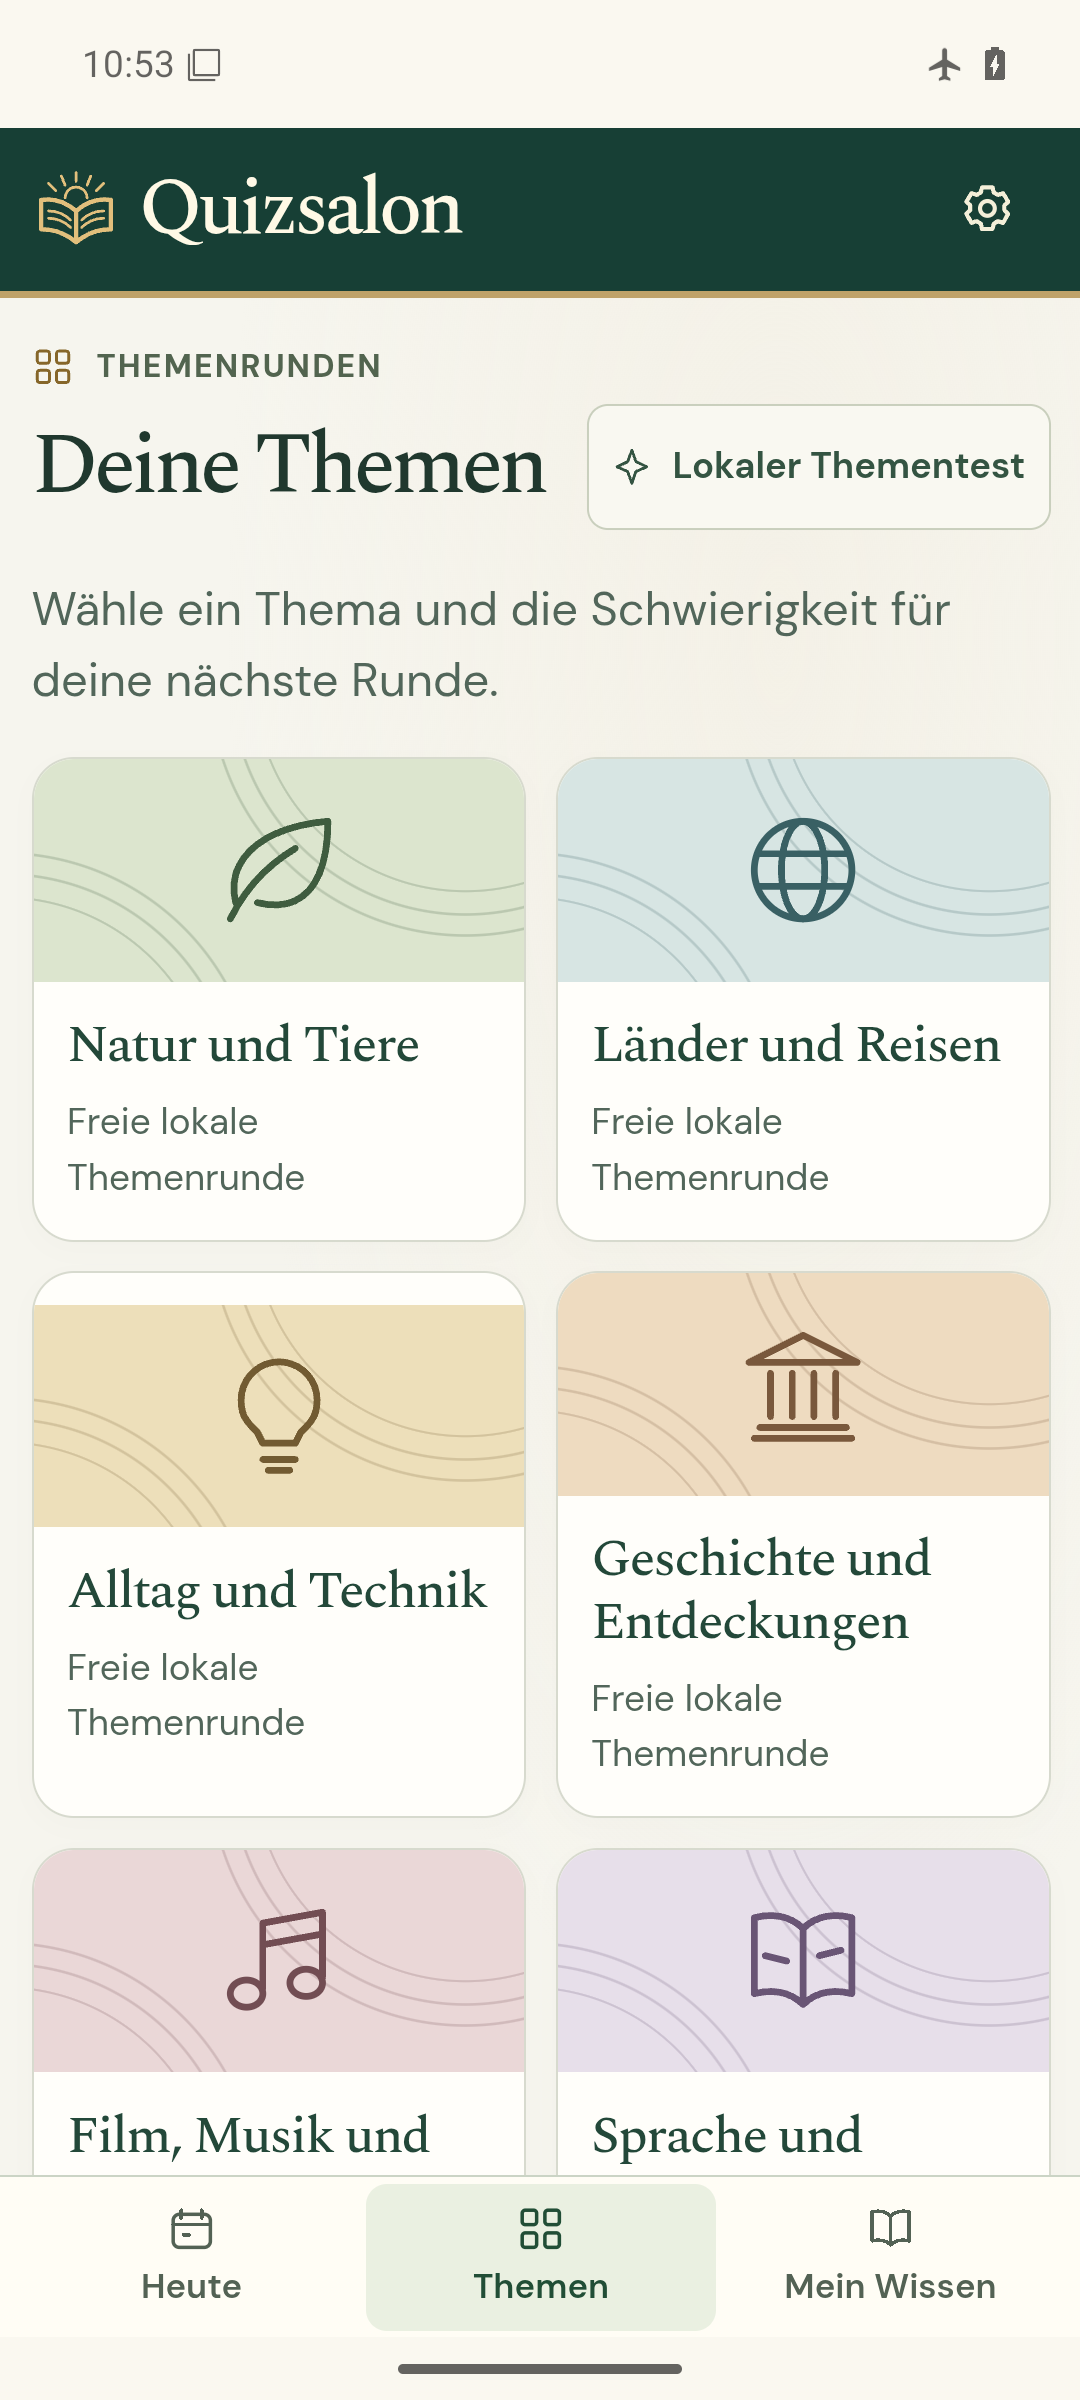 10:53
Quizsalon
THEMENRUNDEN
Deine Themen
Lokaler Thementest
Wähle ein Thema und die Schwierigkeit für
deine nächste Runde.
Natur und Tiere
Freie lokale
Themenrunde
Länder und Reisen
Freie lokale
Themenrunde
Alltag und Technik
Freie lokale
Themenrunde
Geschichte und
Entdeckungen
Freie lokale
Themenrunde
Film, Musik und
Sprache und
Heute
Themen
Mein Wissen